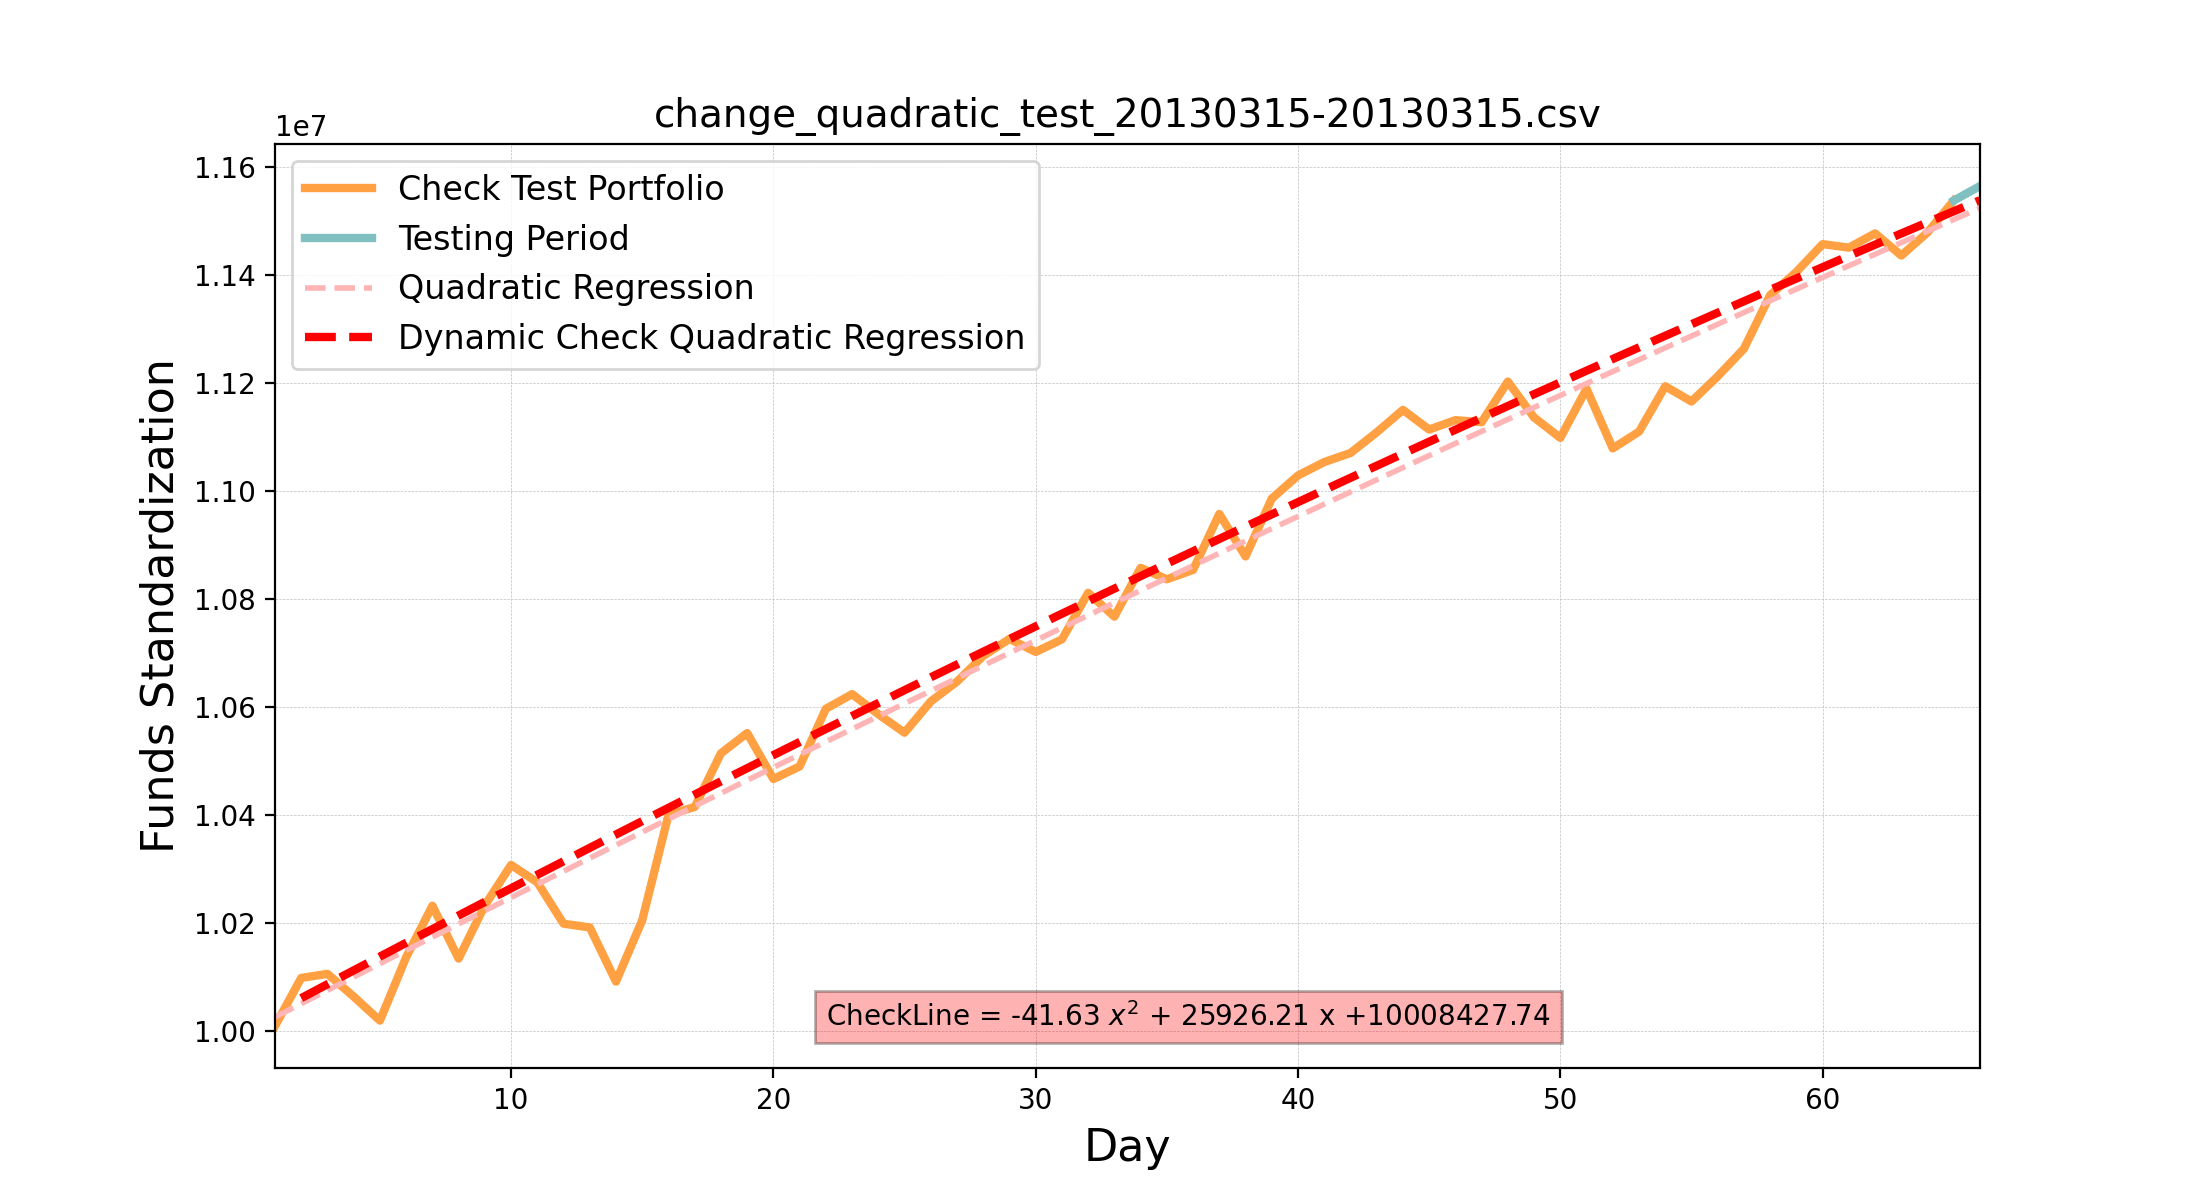 change_quadratic_test_20130315-20130315.csv
1e7
1.16
1.14
1.12
1.10
1.08
1.06
1.04
1.02
1.00
Funds Standardization
Check Test Portfolio
Testing Period
Quadratic Regression
Dynamic Check Quadratic Regression
CheckLine = -41.63 x² + 25926.21 x +10008427.74
10 20 30 40 50 60
Day